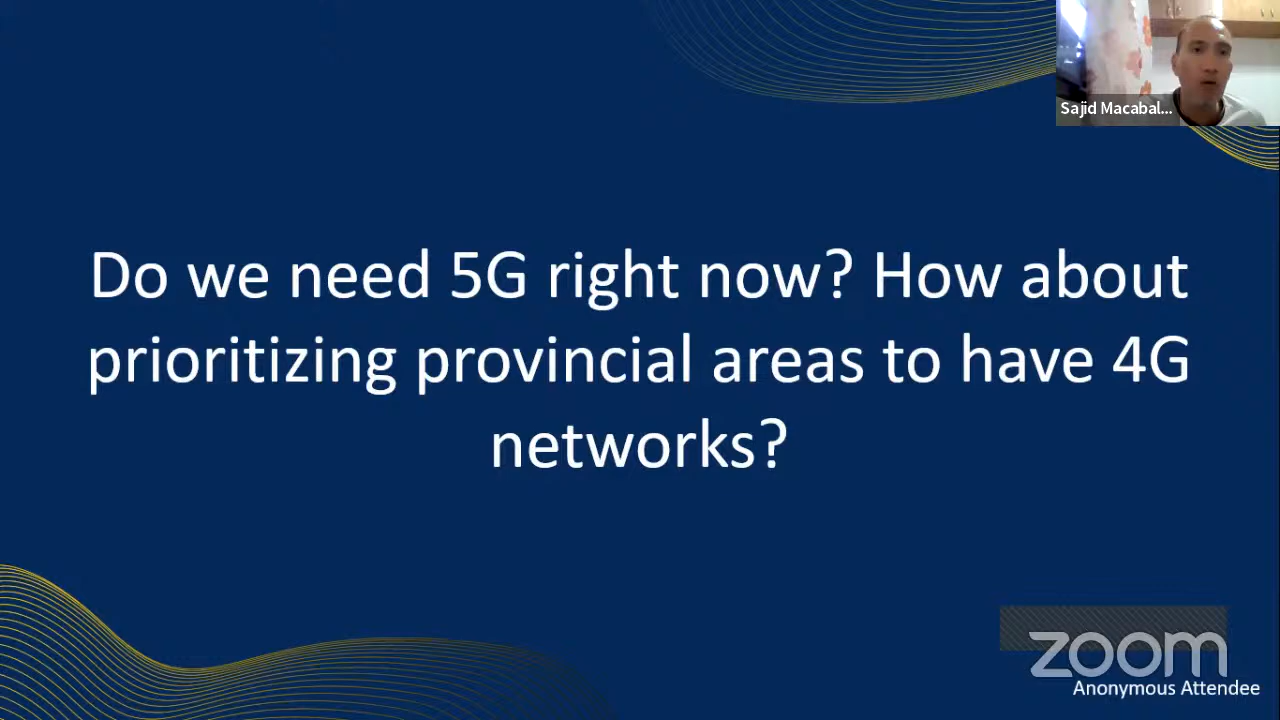 Sajid Macabal...
Do we need 5G right now? How about
prioritizing provincial areas to have 4G
networks?
zoom
Anonymous Attendee